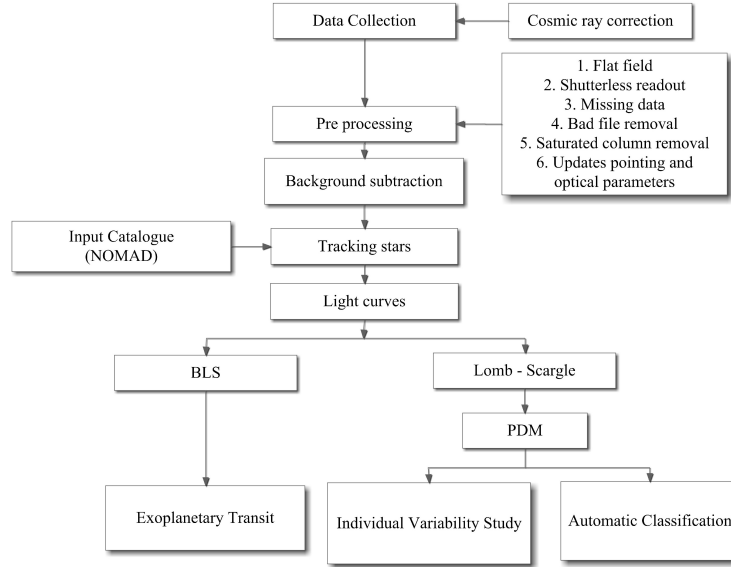 Data Collection
Cosmic ray correction
1. Flat field
2. Shutterless readout
3. Missing data
4. Bad file removal
5. Saturated column removal
6. Updates pointing and
optical parameters
Pre processing
Background subtraction
Input Catalogue
(NOMAD)
Tracking stars
Light curves
BLS
Lomb - Scargle
PDM
Exoplanetary Transit
Individual Variability Study
Automatic Classification